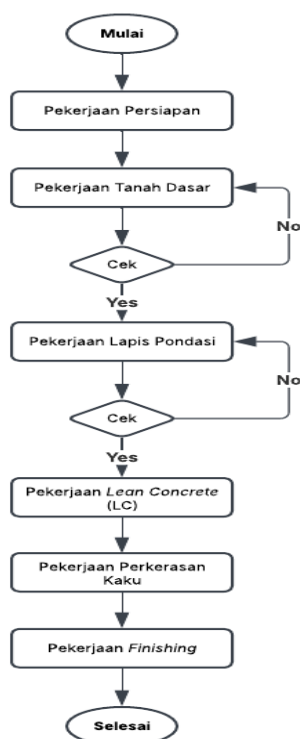 Mulai
Pekerjaan Persiapan
Pekerjaan Tanah Dasar
No
Cek
Yes
Pekerjaan Lapis Pondasi
No
Cek
Yes
Pekerjaan Lean Concrete
(LC)
Pekerjaan Perkerasan
Kaku
Pekerjaan Finishing
Selesai